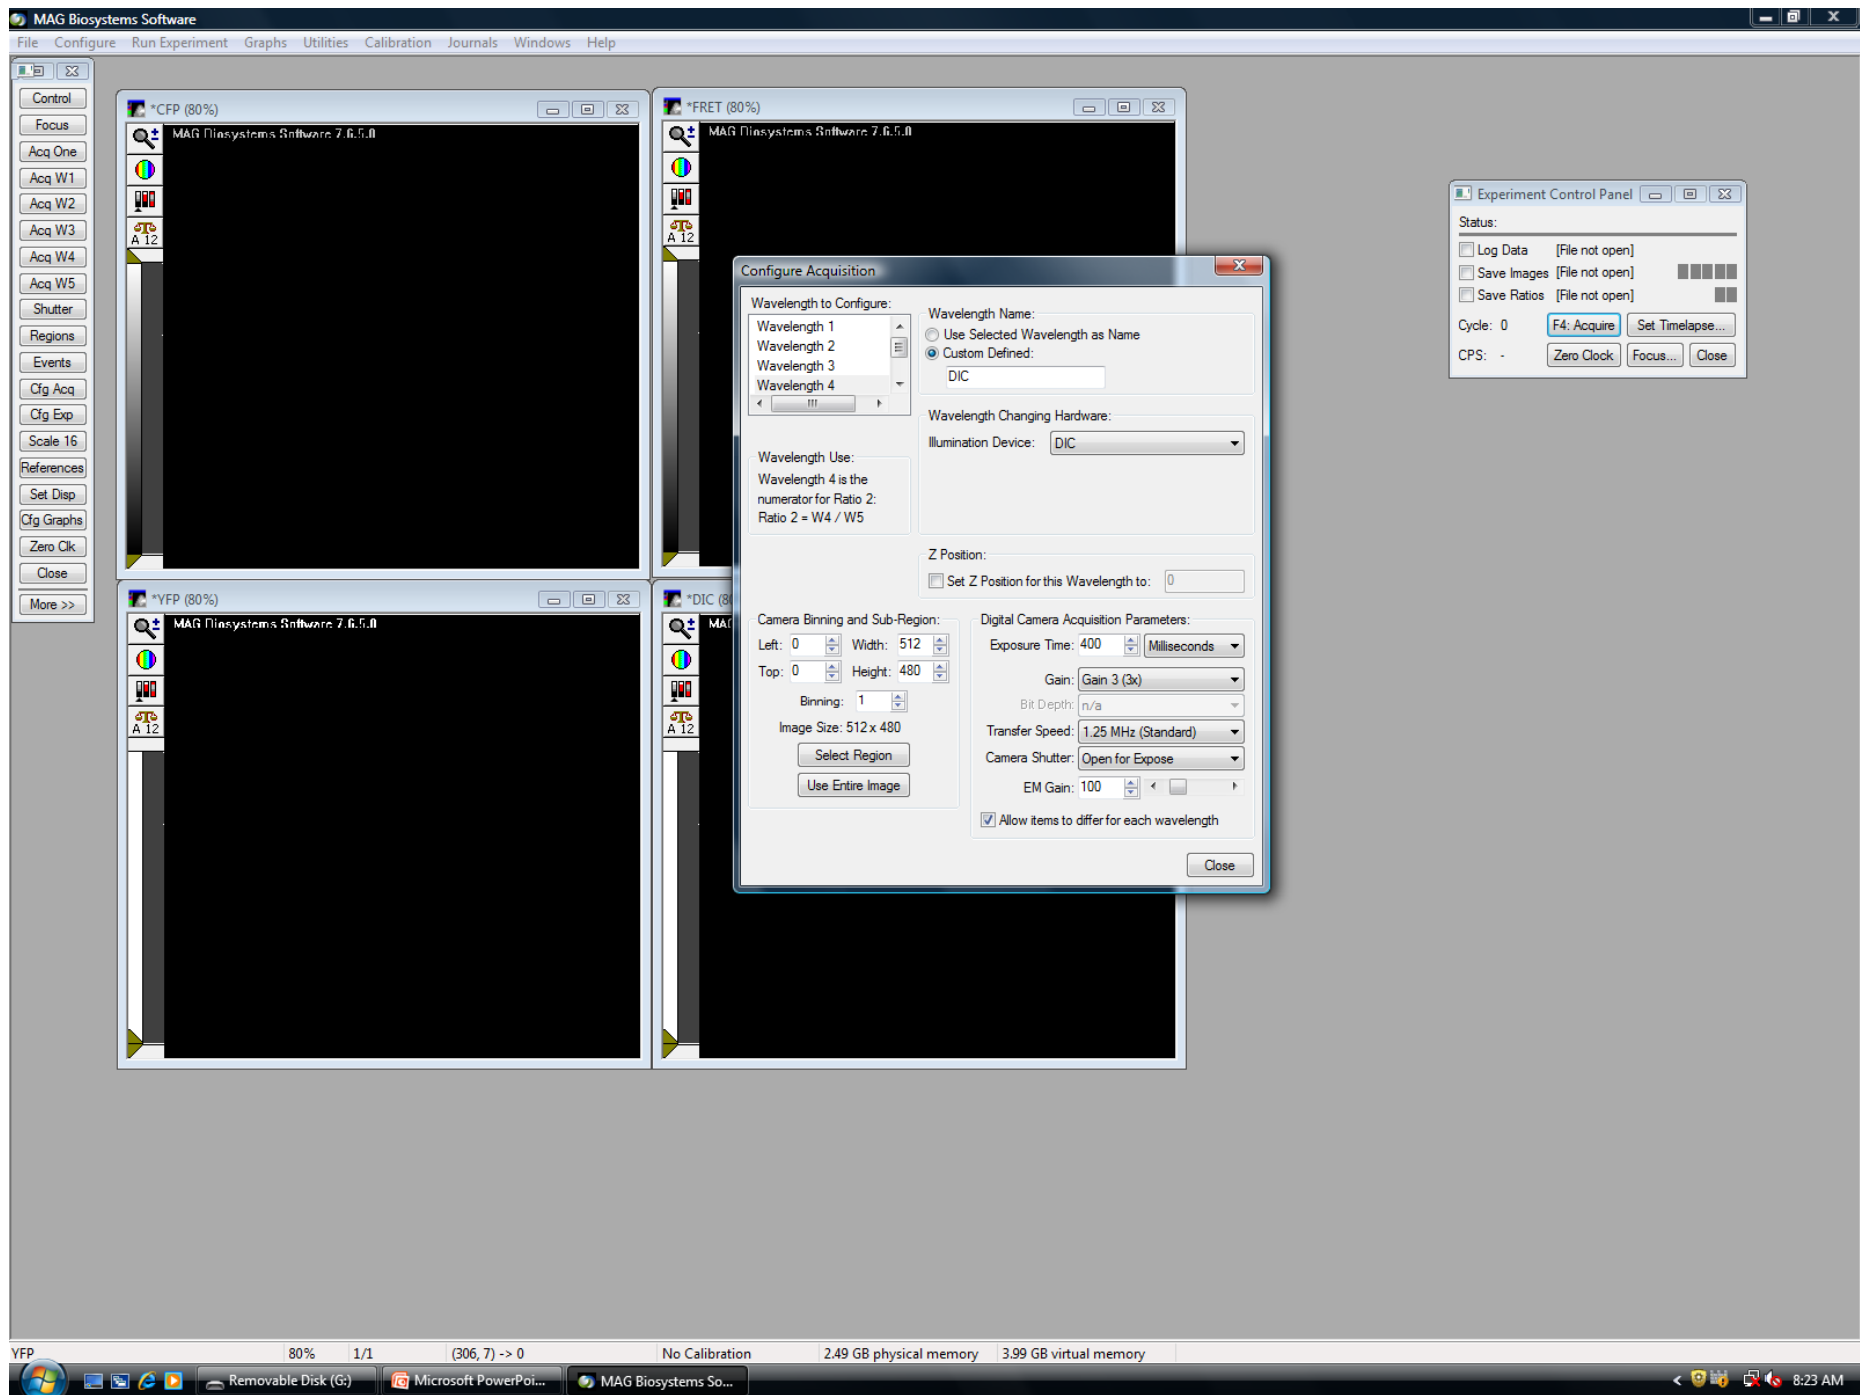 MAG Biosystems Software
File Configure Run Experiment Graphs Utilities Calibration Journals Windows Help
Control
Focus
Acq One
Acq W1
Acq W2
Acq W3
Acq W4
Acq W5
Shutter
Regions
Events
Cfg Acq
Cfg Exp
Scale 16
References
Set Disp
Cfg Graphs
Zero Clk
Close
More >>
*CFP (80%)
MAG Biosystems Software 7.6.5.0
A 12
*FRET (80%)
MAG Biosystems Software 7.6.5.0
A 12
*YFP (80%)
MAG Biosystems Software 7.6.5.0
A 12
*DIC (80
MAG
A 12
Configure Acquisition
Wavelength to Configure:
Wavelength 1
Wavelength 2
Wavelength 3
Wavelength 4
Wavelength Use:
Wavelength 4 is the
numerator for Ratio 2:
Ratio 2 = W4 / W5
Wavelength Name:
Use Selected Wavelength as Name
Custom Defined:
DIC
Wavelength Changing Hardware:
Illumination Device: DIC
Z Position:
Set Z Position for this Wavelength to: 0
Camera Binning and Sub-Region:
Left: 0 Width: 512
Top: 0 Height: 480
Binning: 1
Image Size: 512 x 480
Select Region
Use Entire Image
Digital Camera Acquisition Parameters:
Exposure Time: 400 Milliseconds
Gain: Gain 3 (3x)
Bit Depth: n/a
Transfer Speed: 1.25 MHz (Standard)
Camera Shutter: Open for Expose
EM Gain: 100
Allow items to differ for each wavelength
Close
Experiment Control Panel
Status:
Log Data [File not open]
Save Images [File not open]
Save Ratios [File not open]
Cycle: 0 F4: Acquire Set Timelapse...
CPS: - Zero Clock Focus... Close
YFP 80% 1/1 (306, 7) -> 0 No Calibration 2.49 GB physical memory 3.99 GB virtual memory
Removable Disk (G:) Microsoft PowerPoi... MAG Biosystems So... 8:23 AM